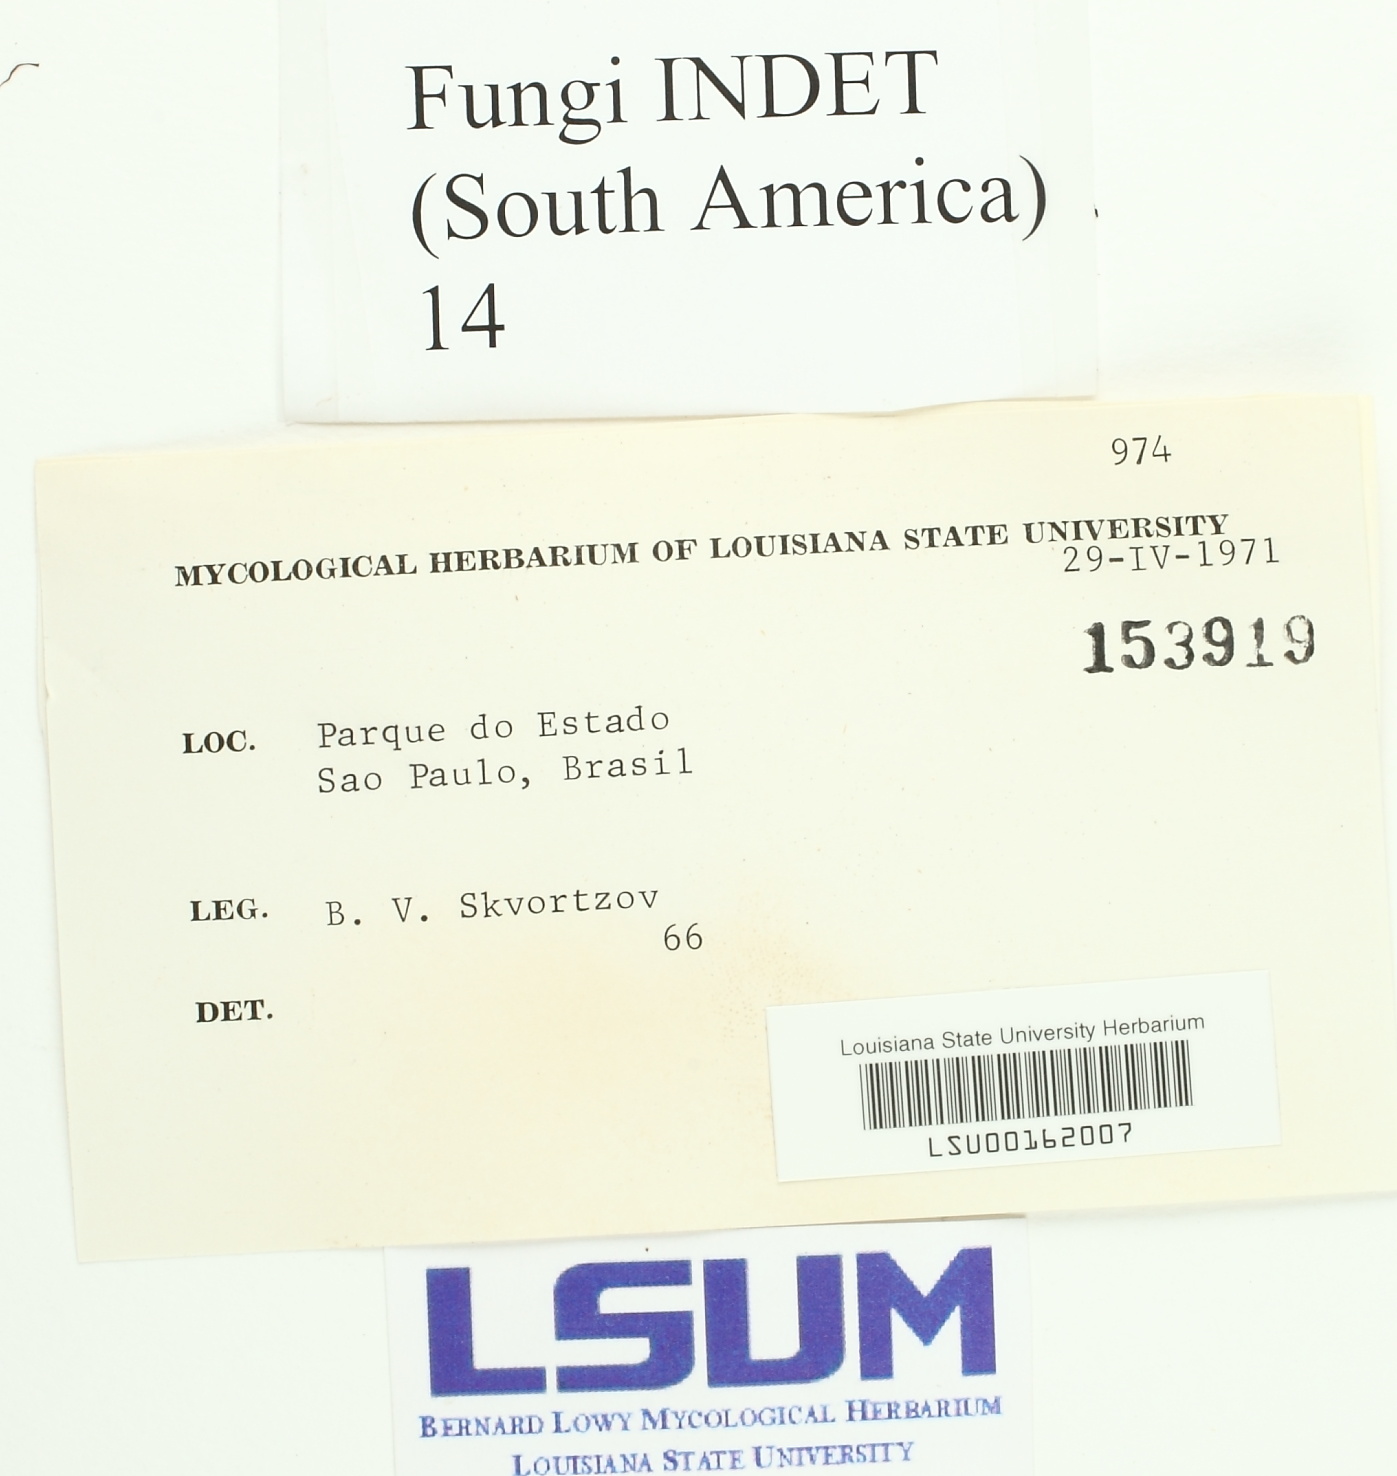 Fungi INDET
(South America)
14
974
MYCOLOGICAL HERBARIUM OF LOUISIANA STATE UNIVERSITY
29-IV-1971
153919
LOC. Parque do Estado
Sao Paulo, Brasil
LEG. B. V. Skvortzov
66
DET.
Louisiana State University Herbarium
LSU00162007
LSUM
BERNARD LOWY MYCOLOGICAL HERBARIUM
LOUISIANA STATE UNIVERSITY